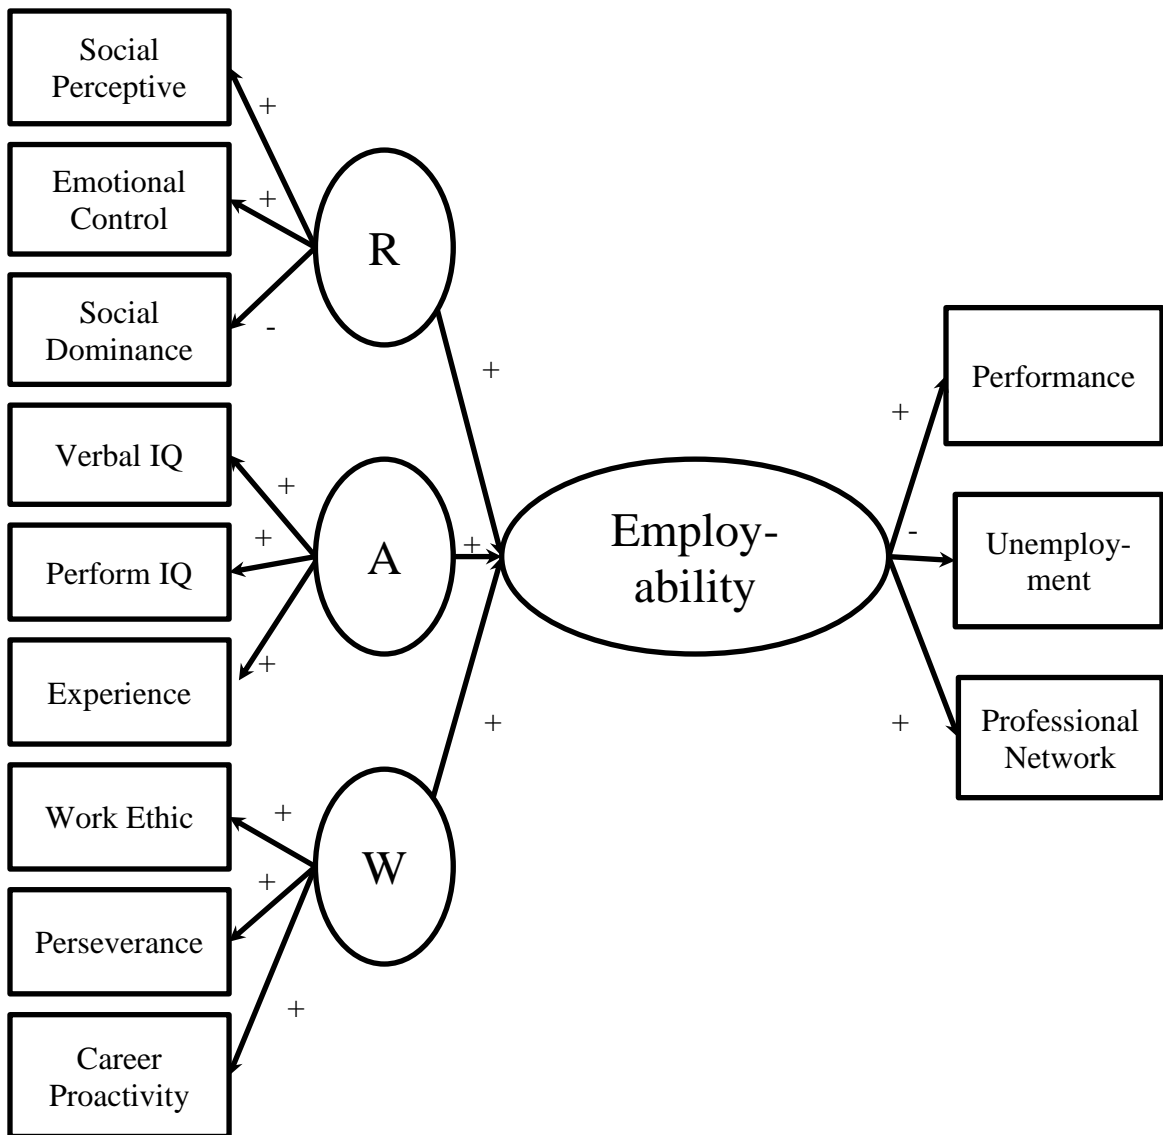 Social
Perceptive
+
Emotional
Control
+
R
Social
Dominance
-
+
Verbal IQ
+
Perform IQ
+
A
+
Experience
+
Employ-
ability
Work Ethic
+
Perseverance
+
W
+
Career
Proactivity
+
Performance
+
Unemploy-
ment
-
Professional
Network
+